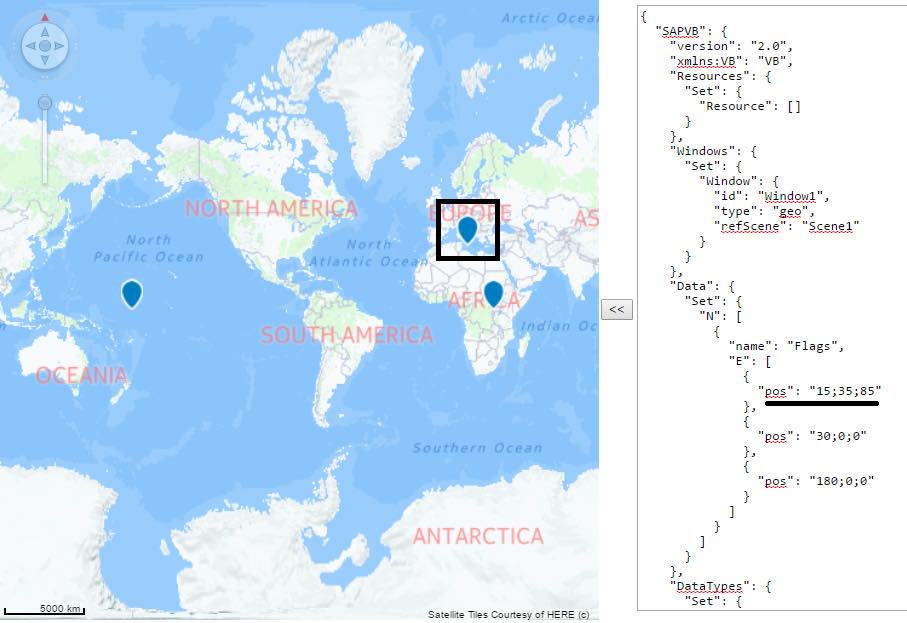 Arctic Ocean
NORTH AMERICA
EUROPE
AS
North
Pacific Ocean
North
Atlantic Ocean
AFRICA
SOUTH AMERICA
Indian Oc
OCEANIA
Southern Ocean
ANTARCTICA
5000 km
Satellite Tiles Courtesy of HERE (c)
<<
{
"SAPVB": {
"version": "2.0",
"xmlns:VB": "VB",
"Resources": {
"Set": {
"Resource": []
}
},
"Windows": {
"Set": {
"Window": {
"id": "Window1",
"type": "geo",
"refScene": "Scene1"
}
}
},
"Data": {
"Set": {
"N": [
{
"name": "Flags",
"E": [
{
"pos": "15;35;85"
},
{
"pos": "30;0;0"
},
{
"pos": "180;0;0"
}
]
}
]
}
},
"DataTypes": {
"Set": {